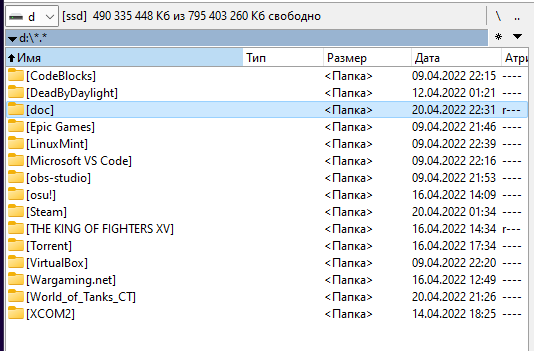 d [ssd] 490 335 448 Кб из 795 403 260 Кб свободно \ ..
d:\*.* * ▼
Имя Тип Размер Дата Атри
[CodeBlocks] <Папка> 09.04.2022 22:15 ----
[DeadByDaylight] <Папка> 12.04.2022 01:21 ----
[doc] <Папка> 20.04.2022 22:31 r---
[Epic Games] <Папка> 09.04.2022 21:46 ----
[LinuxMint] <Папка> 09.04.2022 22:39 ----
[Microsoft VS Code] <Папка> 09.04.2022 22:16 ----
[obs-studio] <Папка> 09.04.2022 21:53 ----
[osu!] <Папка> 16.04.2022 14:09 ----
[Steam] <Папка> 20.04.2022 01:34 ----
[THE KING OF FIGHTERS XV] <Папка> 16.04.2022 14:34 r---
[Torrent] <Папка> 16.04.2022 17:34 ----
[VirtualBox] <Папка> 09.04.2022 22:20 ----
[Wargaming.net] <Папка> 16.04.2022 12:49 ----
[World_of_Tanks_CT] <Папка> 20.04.2022 21:26 ----
[XCOM2] <Папка> 14.04.2022 18:25 ----